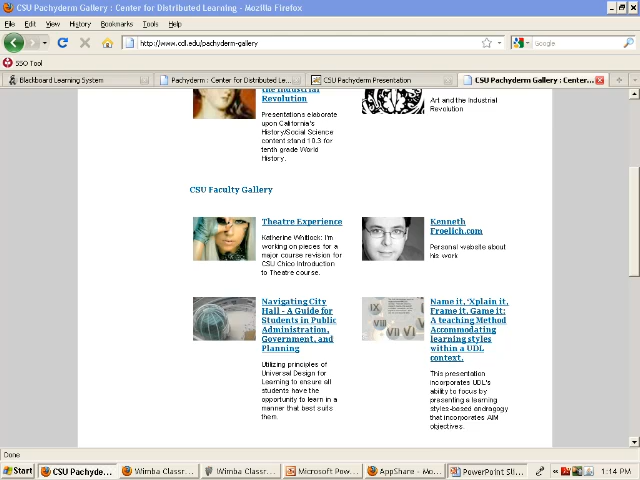 CSU Pachyderm Gallery : Center for Distributed Learning - Mozilla Firefox
File Edit View History Bookmarks Tools Help
http://www.cdl.edu/pachyderm-gallery
Google
SSO Tool
Blackboard Learning System
Pachyderm : Center for Distributed Le...
CSU Pachyderm Presentation
CSU Pachyderm Gallery : Center...
the Industrial
Revolution
Presentations elaborate
upon California's
History/Social Science
content stand 10.3 for
tenth grade World
History.
Art and the Industrial
Revolution
CSU Faculty Gallery
Theatre Experience
Katherine Whitlock: I'm
working on pieces for a
major course revision for
CSU Chico Introduction
to Theatre course.
Kenneth
Froelich.com
Personal website about
his work
Navigating City
Hall - A Guide for
Students in Public
Administration,
Government, and
Planning
Utilizing principles of
Universal Design for
Learning to ensure all
students have the
opportunity to learn in a
manner that best suits
them.
Name it, 'Xplain it,
Frame it, Game it:
A teaching Method
Accommodating
learning styles
within a UDL
context.
This presentation
incorporates UDL's
ability to focus by
presenting a learning
styles-based andragogy
that incorporates AIM
objectives.
Done
Start
CSU Pachyde...
Wimba Classr...
Wimba Classr...
Microsoft Pow...
AppShare - Mo...
PowerPoint Sli...
1:14 PM